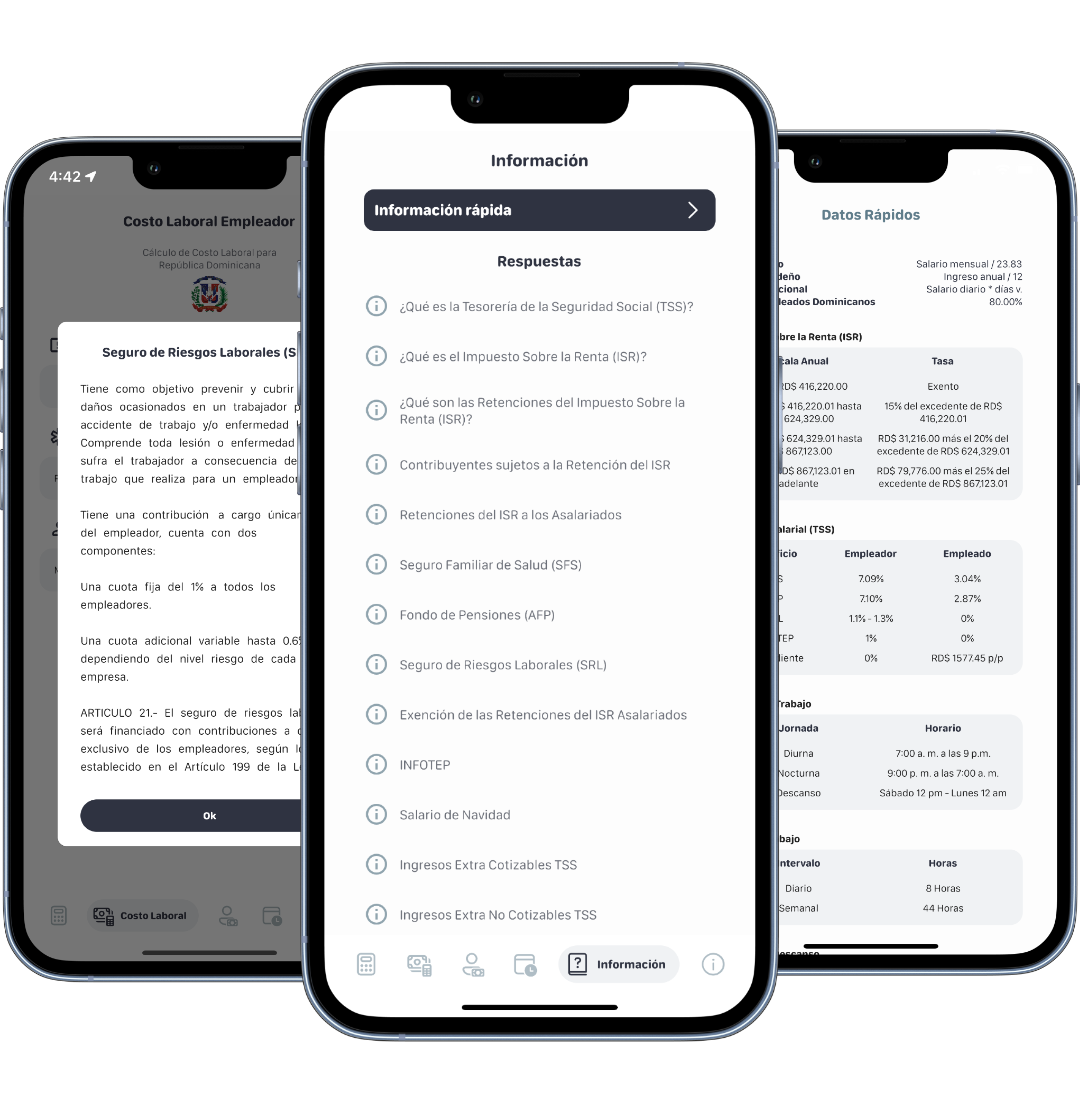 4:42
Costo Laboral Empleador
Cálculo de Costo Laboral para
República Dominicana
Seguro de Riesgos Laborales (S
Tiene como objetivo prevenir y cubrir
daños ocasionados en un trabajador
accidente de trabajo y/o enfermedad
Comprende toda lesión o enfermedad
sufra el trabajador a consecuencia de
trabajo que realiza para un empleador
Tiene una contribución a cargo
del empleador, cuenta con dos
componentes:
Una cuota fija del 1% a todos los
empleadores.
Una cuota adicional variable hasta 0.6
dependiendo del nivel riesgo de cada
empresa.
ARTICULO 21.- El seguro de riesgos
será financiado con contribuciones a
exclusivo de los empleadores, según
establecido en el Artículo 199 de la
Ok
Costo Laboral
Información
Información rápida
Respuestas
¿Qué es la Tesorería de la Seguridad Social (TSS)?
¿Qué es el Impuesto Sobre la Renta (ISR)?
¿Qué son las Retenciones del Impuesto Sobre la
Renta (ISR)?
Contribuyentes sujetos a la Retención del ISR
Retenciones del ISR a los Asalariados
Seguro Familiar de Salud (SFS)
Fondo de Pensiones (AFP)
Seguro de Riesgos Laborales (SRL)
Exención de las Retenciones del ISR Asalariados
INFOTEP
Salario de Navidad
Ingresos Extra Cotizables TSS
Ingresos Extra No Cotizables TSS
Información
Datos Rápidos
o Salario mensual / 23.83
deño Ingreso anual / 12
cional Salario diario * días v.
leados Dominicanos 80.00%
bre la Renta (ISR)
cala Anual Tasa
RD$ 416,220.00 Exento
$ 416,220.01 hasta 15% del excedente de RD$
624,329.00 416,220.01
$ 624,329.01 hasta RD$ 31,216.00 más el 20% del
867,123.00 excedente de RD$ 624,329.01
RD$ 867,123.01 en RD$ 79,776.00 más el 25% del
adelante excedente de RD$ 867,123.01
alarial (TSS)
icio Empleador Empleado
S 7.09% 3.04%
P 7.10% 2.87%
L 1.1% - 1.3% 0%
TEP 1% 0%
diente 0% RD$ 1577.45 p/p
Trabajo
Jornada Horario
Diurna 7:00 a. m. a las 9 p.m.
Nocturna 9:00 p. m. a las 7:00 a. m.
Descanso Sábado 12 pm - Lunes 12 am
bajo
ntervalo Horas
Diario 8 Horas
Semanal 44 Horas